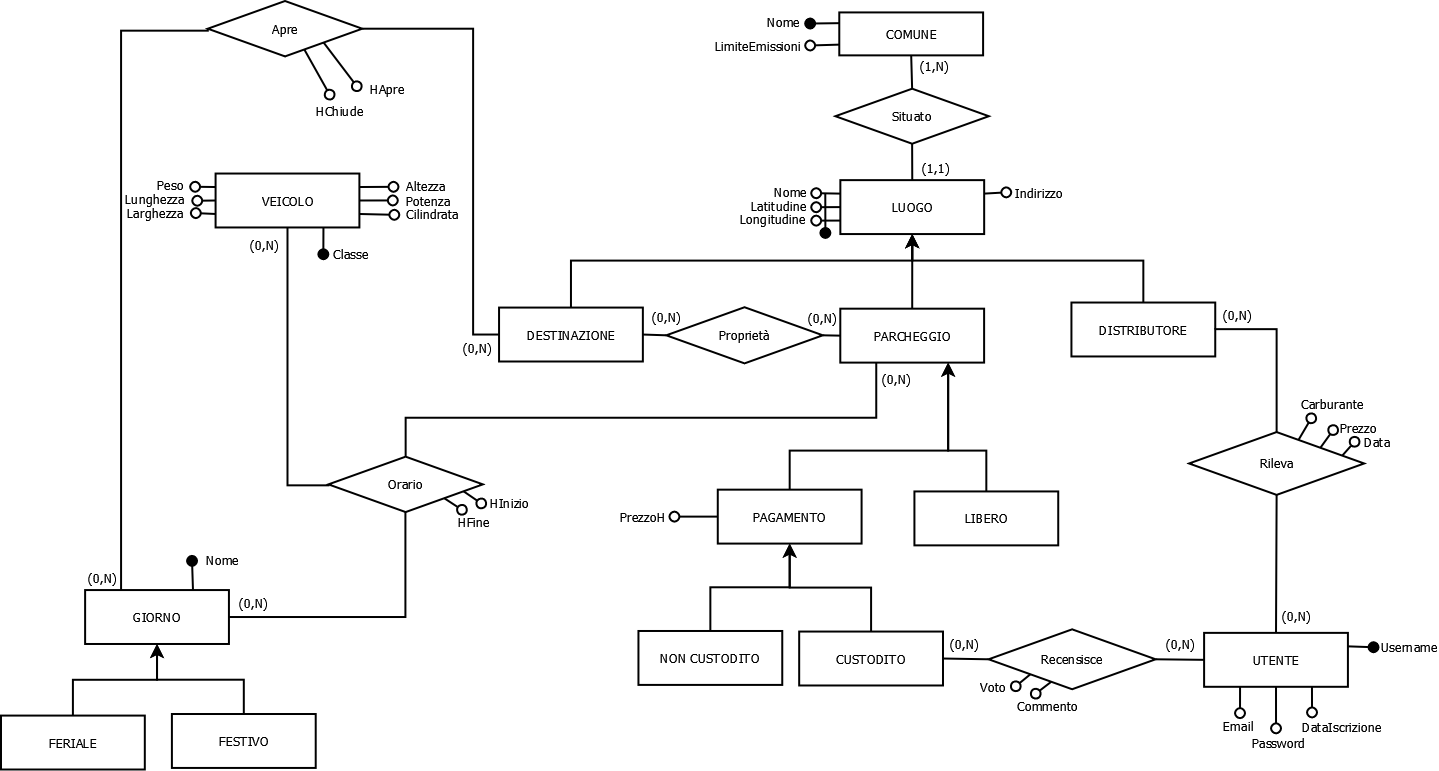 Apre
HApre
HChiude
Nome
LimiteEmissioni
COMUNE
(1,N)
Situato
(1,1)
Peso
Lunghezza
Larghezza
VEICOLO
Altezza
Potenza
Cilindrata
(0,N)
Classe
Nome
Latitudine
Longitudine
LUOGO
Indirizzo
(0,N)
DESTINAZIONE
(0,N)
Proprietà
(0,N)
PARCHEGGIO
(0,N)
DISTRIBUTORE
(0,N)
Carburante
Prezzo
Data
Rileva
Orario
HInizio
HFine
PrezzoH
PAGAMENTO
LIBERO
Nome
(0,N)
GIORNO
(0,N)
NON CUSTODITO
CUSTODITO
(0,N)
Recensisce
(0,N)
Voto
Commento
(0,N)
UTENTE
Username
Email
Password
DataIscrizione
FERIALE
FESTIVO